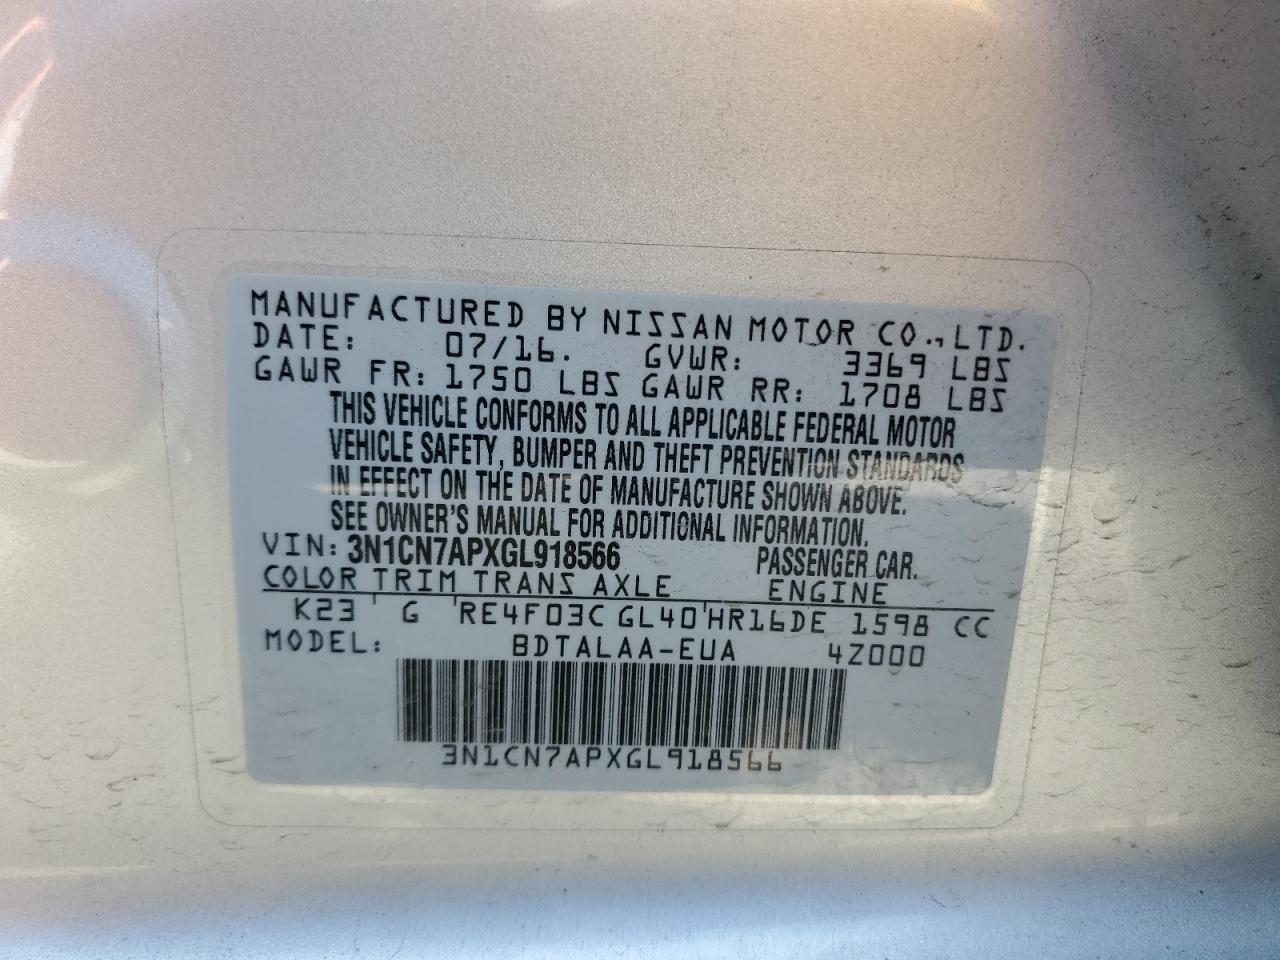 MANUFACTURED BY NISSAN MOTOR CO.,LTD.
DATE: 07/16. GVWR: 3369 LBS
GAWR FR: 1750 LBS GAWR RR: 1708 LBS
THIS VEHICLE CONFORMS TO ALL APPLICABLE FEDERAL MOTOR
VEHICLE SAFETY, BUMPER AND THEFT PREVENTION STANDARDS
IN EFFECT ON THE DATE OF MANUFACTURE SHOWN ABOVE.
SEE OWNER'S MANUAL FOR ADDITIONAL INFORMATION.
VIN: 3N1CN7APXGL918566 PASSENGER CAR.
COLOR TRIM TRANS AXLE ENGINE
K23 G RE4F03C GL40 HR16DE 1598 CC
MODEL: BDTALAA-EUA 4Z000
3N1CN7APXGL918566